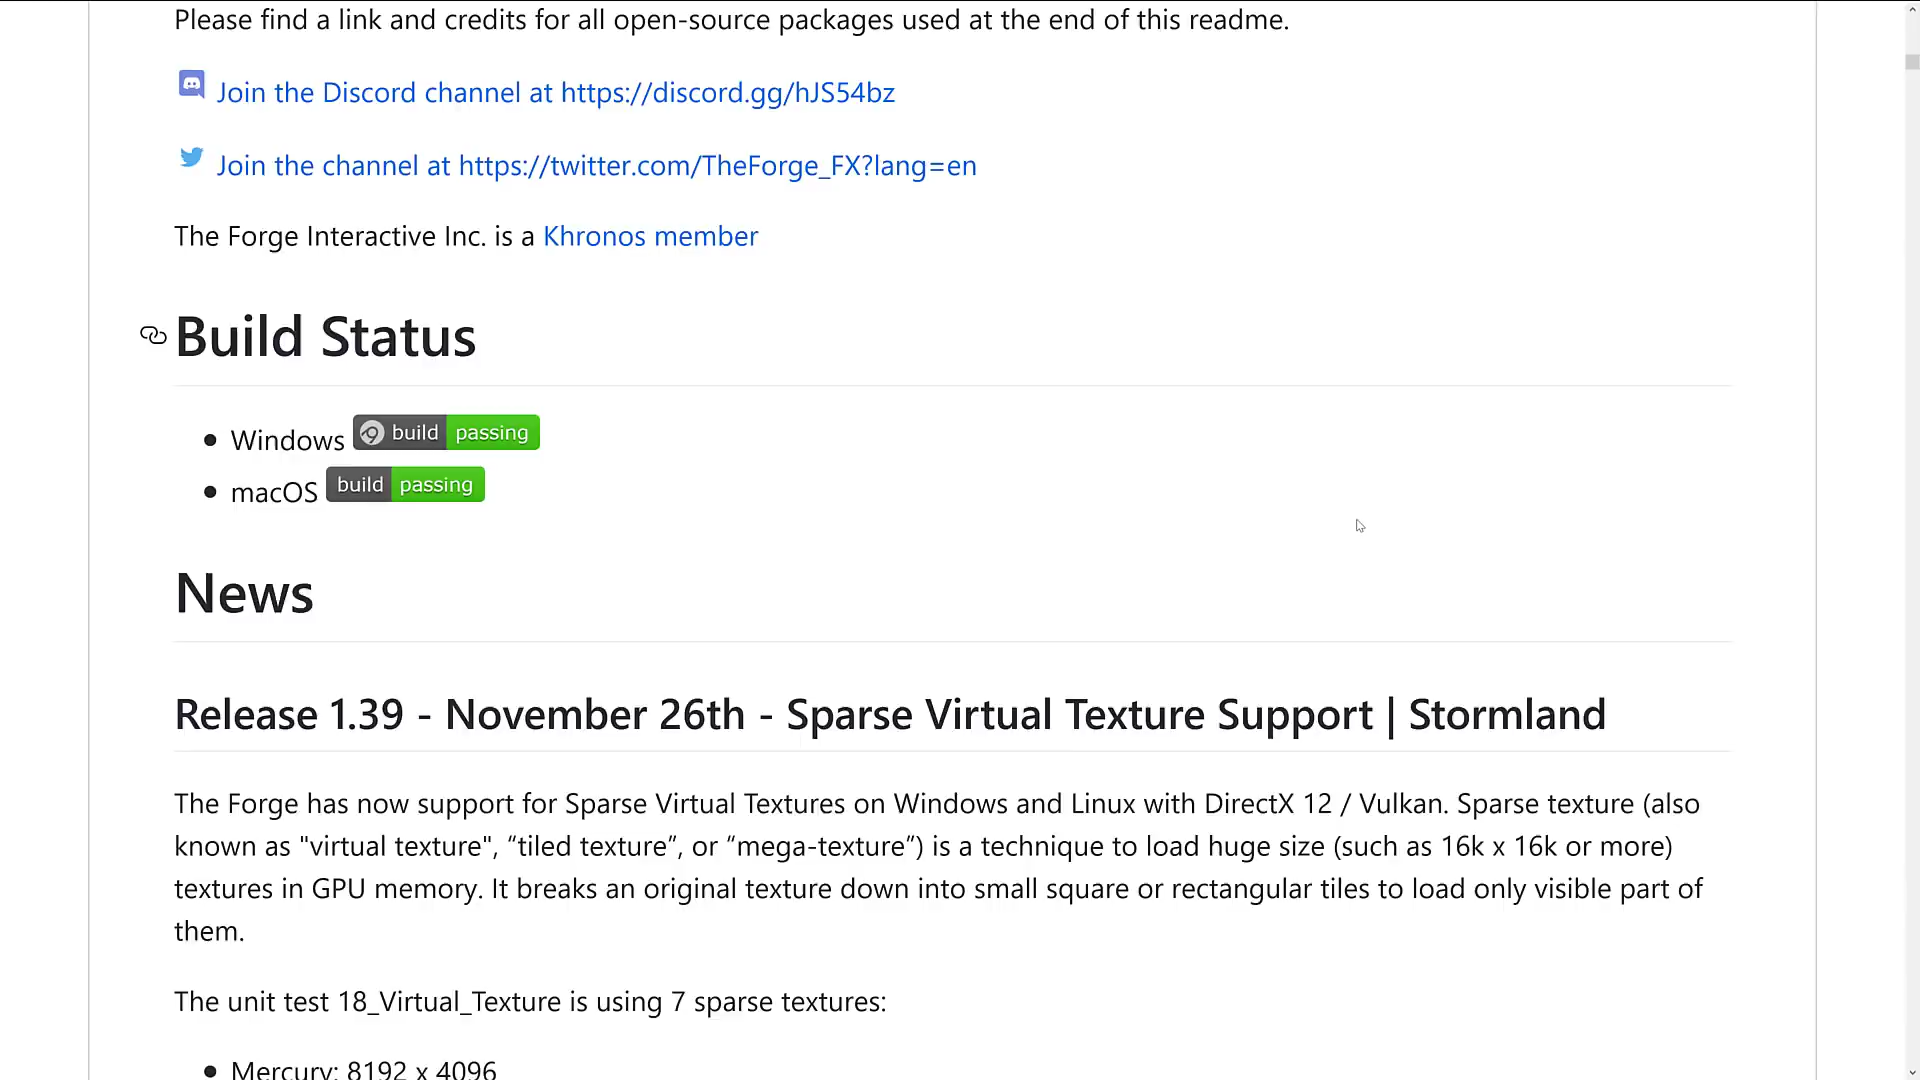 Please find a link and credits for all open-source packages used at the end of this readme.
Join the Discord channel at https://discord.gg/hJS54bz
Join the channel at https://twitter.com/TheForge_FX?lang=en
The Forge Interactive Inc. is a Khronos member
Build Status
Windows build passing
macOS build passing
News
Release 1.39 - November 26th - Sparse Virtual Texture Support | Stormland
The Forge has now support for Sparse Virtual Textures on Windows and Linux with DirectX 12 / Vulkan. Sparse texture (also
known as "virtual texture", “tiled texture”, or “mega-texture”) is a technique to load huge size (such as 16k x 16k or more)
textures in GPU memory. It breaks an original texture down into small square or rectangular tiles to load only visible part of
them.
The unit test 18_Virtual_Texture is using 7 sparse textures:
Mercury: 8192 x 4096